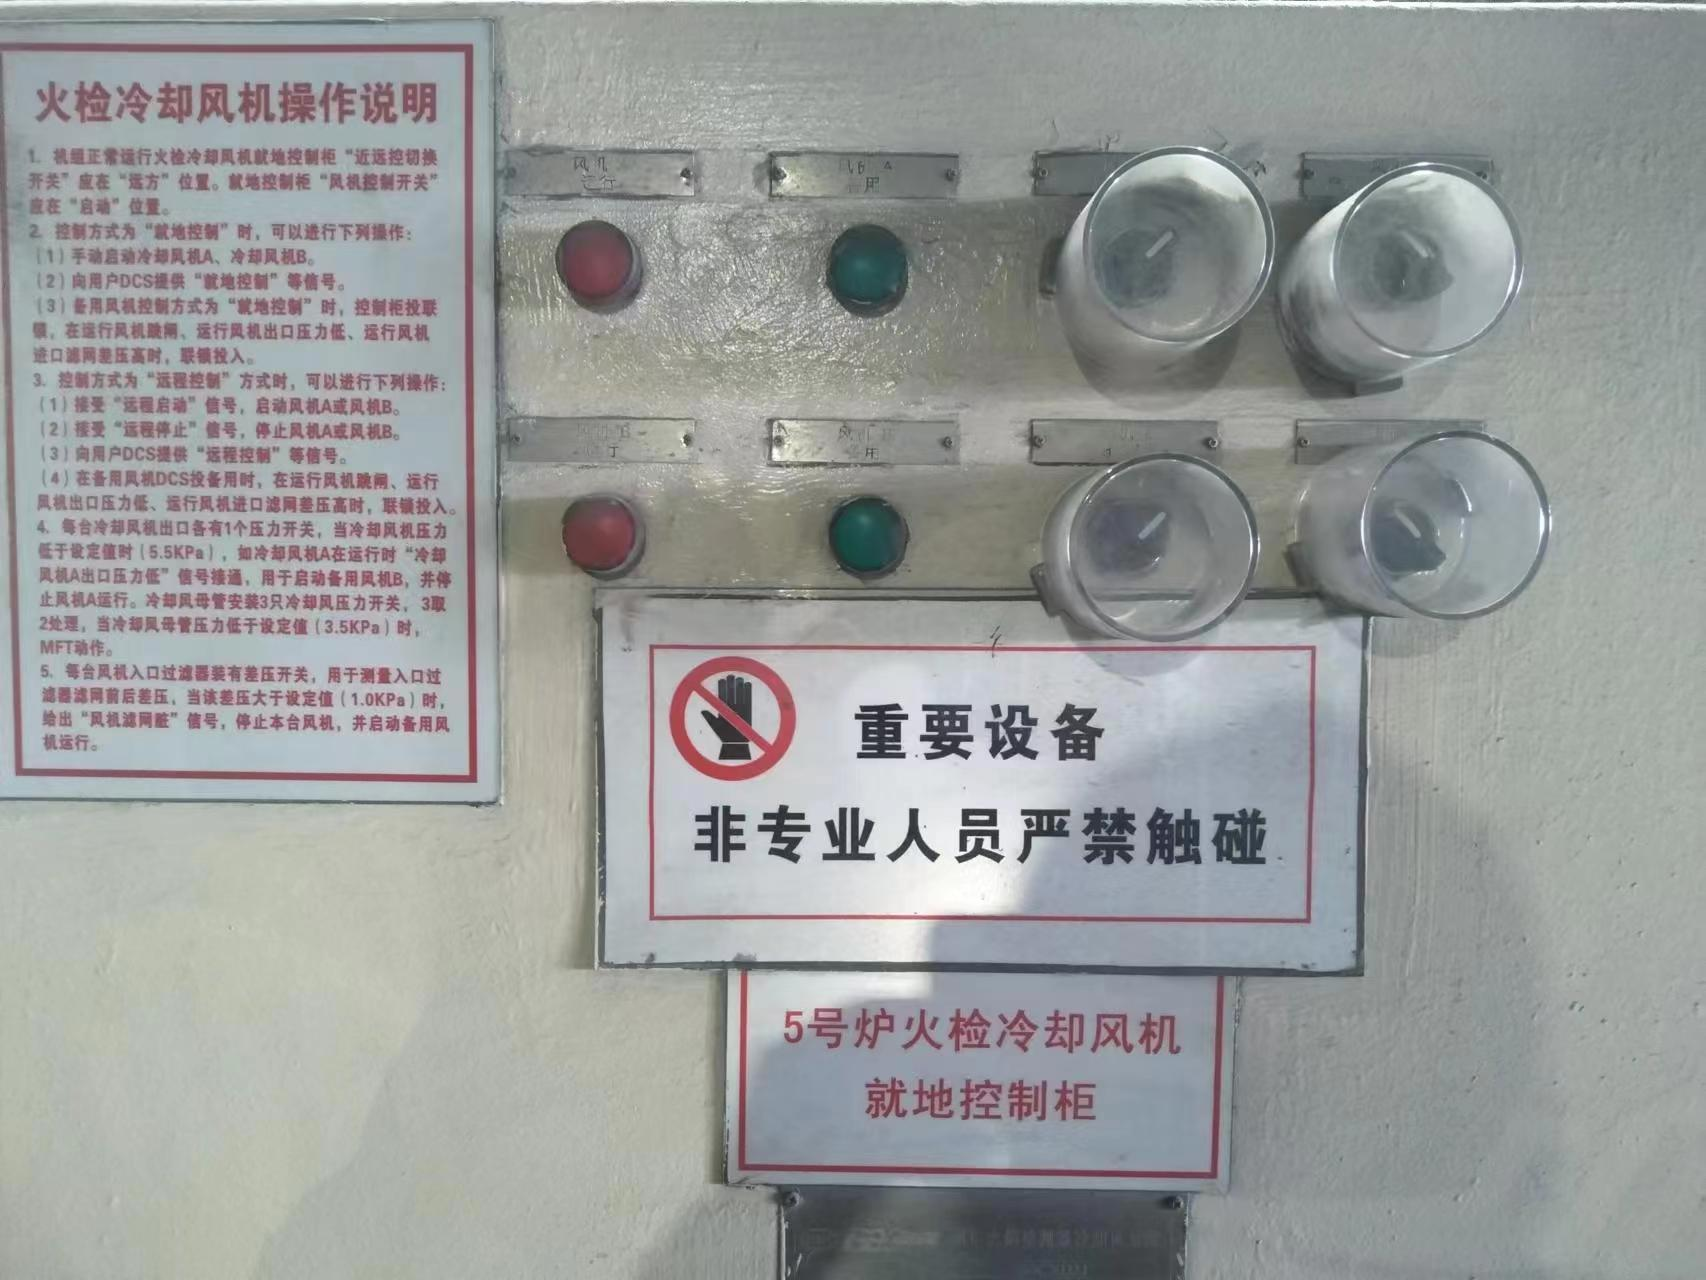 火检冷却风机操作说明
1. 机组正常运行火检冷却风机就地控制柜“近远控切换
开关”应在“远方”位置。就地控制柜“风机控制开关”
应在“启动”位置。
2. 控制方式为“就地控制”时，可以进行下列操作：
（1）手动启动冷却风机A、冷却风机B。
（2）向用户DCS提供“就地控制”等信号。
（3）备用风机控制方式为“就地控制”时，控制柜投联
锁，在运行风机跳闸、运行风机出口压力低、运行风机
进口滤网差压高时，联锁投入。
3. 控制方式为“远程控制”方式时，可以进行下列操作：
（1）接受“远程启动”信号，启动风机A或风机B。
（2）接受“远程停止”信号，停止风机A或风机B。
（3）向用户DCS提供“远程控制”等信号。
（4）在备用风机DCS投备用时，在运行风机跳闸、运行
风机出口压力低、运行风机进口滤网差压高时，联锁投入。
4. 每台冷却风机出口各有1个压力开关，当冷却风机压力
低于设定值时（5.5KPa），如冷却风机A在运行时“冷却
风机A出口压力低”信号接通，用于启动备用风机B，并停
止风机A运行。冷却风母管安装3只冷却风压力开关，3取
2处理，当冷却风母管压力低于设定值（3.5KPa）时，
MFT动作。
5. 每台风机入口过滤器装有差压开关，用于测量入口过
滤器滤网前后差压，当该差压大于设定值（1.0KPa）时，
给出“风机滤网脏”信号，停止本台风机，并启动备用风
机运行。
风机
运行
用
用
重要设备
非专业人员严禁触碰
5号炉火检冷却风机
就地控制柜